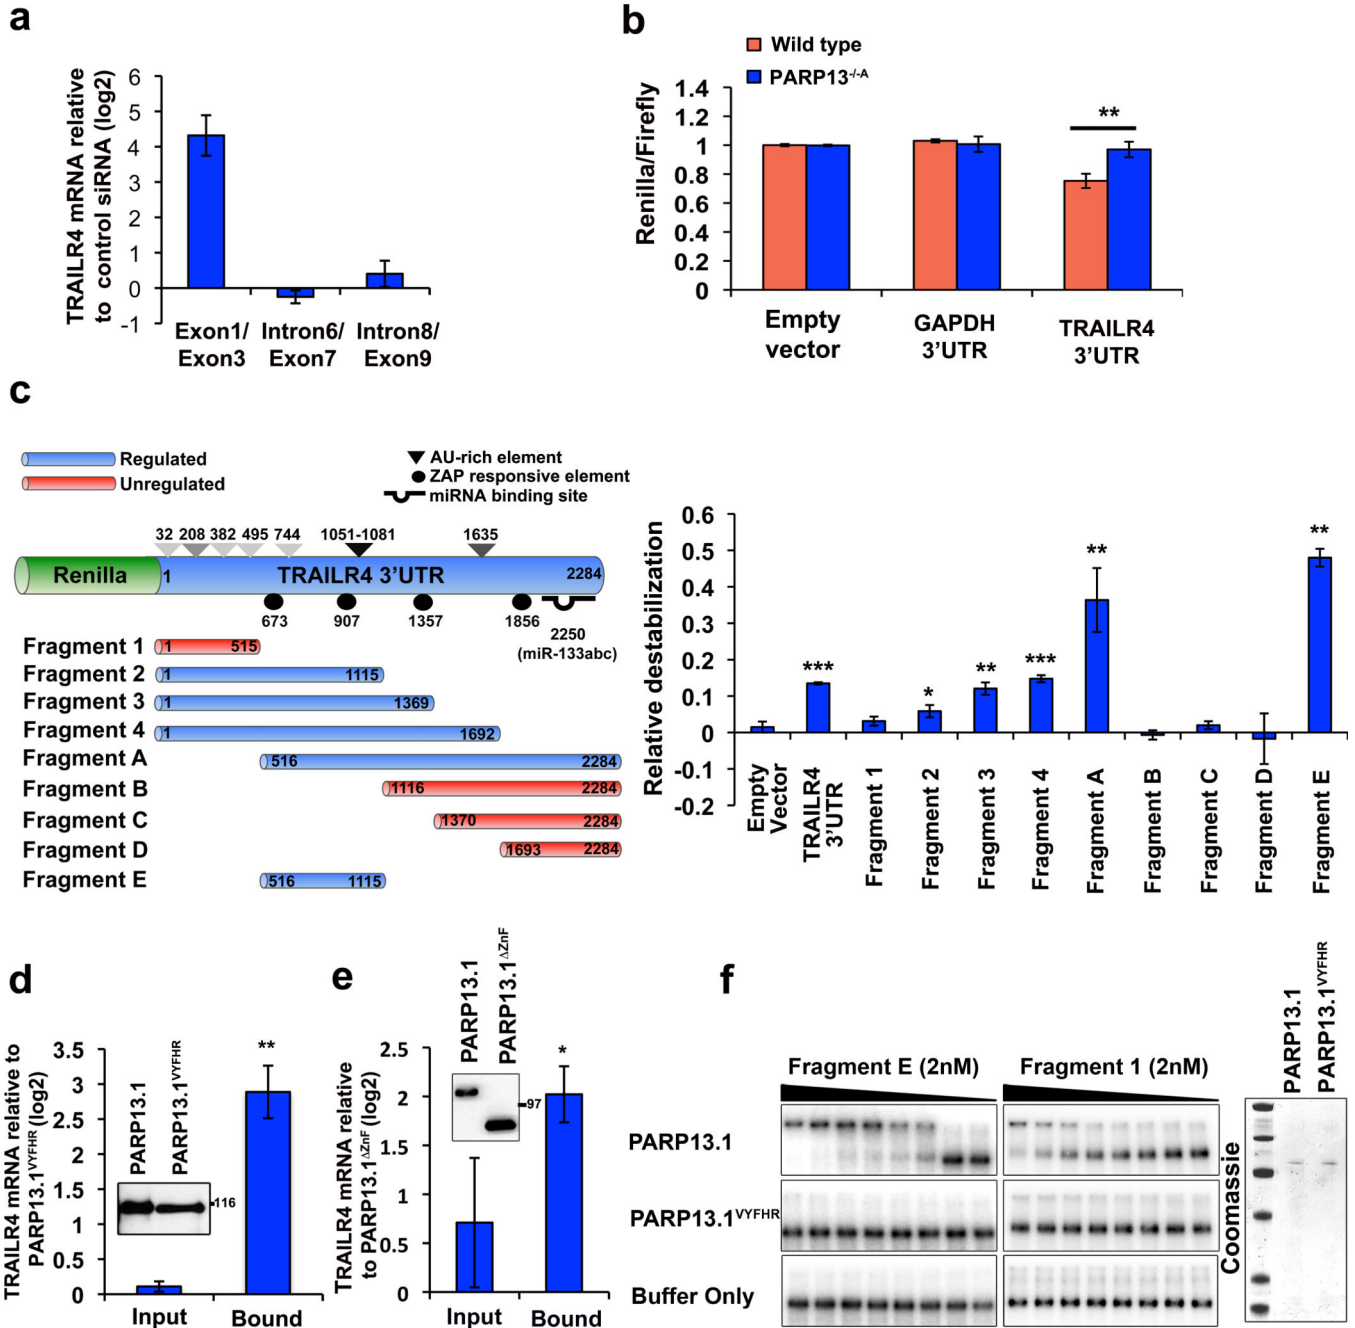 a
TRAILR4 mRNA relative
to control siRNA (log2)
6
5
4
3
2
1
0
-1
Exon1/
Exon3
Intron6/
Exon7
Intron8/
Exon9
b
Wild type
PARP13-/-A
Renilla/Firefly
1.4
1.2
1
0.8
0.6
0.4
0.2
0
**
Empty
vector
GAPDH
3'UTR
TRAILR4
3'UTR
c
Regulated
Unregulated
AU-rich element
ZAP responsive element
miRNA binding site
32 208 382 495 744 1051-1081 1635
Renilla 1 TRAILR4 3'UTR 2284
673 907 1357 1856 2250
(miR-133abc)
Fragment 1 1 515
Fragment 2 1 1115
Fragment 3 1 1369
Fragment 4 1 1692
Fragment A 516 2284
Fragment B 1116 2284
Fragment C 1370 2284
Fragment D 1693 2284
Fragment E 516 1115
Relative destabilization
0.6
0.5
0.4
0.3
0.2
0.1
0
-0.1
-0.2
*** * ** *** ** **
Empty
Vector
TRAILR4
3'UTR
Fragment 1
Fragment 2
Fragment 3
Fragment 4
Fragment A
Fragment B
Fragment C
Fragment D
Fragment E
d
TRAILR4 mRNA relative to
PARP13.1VYFHR (log2)
3.5
3
2.5
2
1.5
1
0.5
0
PARP13.1
PARP13.1VYFHR
116
**
Input
Bound
e
TRAILR4 mRNA relative
to PARP13.1ΔZnF (log2)
2.5
2
1.5
1
0.5
0
PARP13.1
PARP13.1ΔZnF
97
*
Input
Bound
f
Fragment E (2nM)
Fragment 1 (2nM)
PARP13.1
PARP13.1VYFHR
Buffer Only
Coomassie
PARP13.1
PARP13.1VYFHR